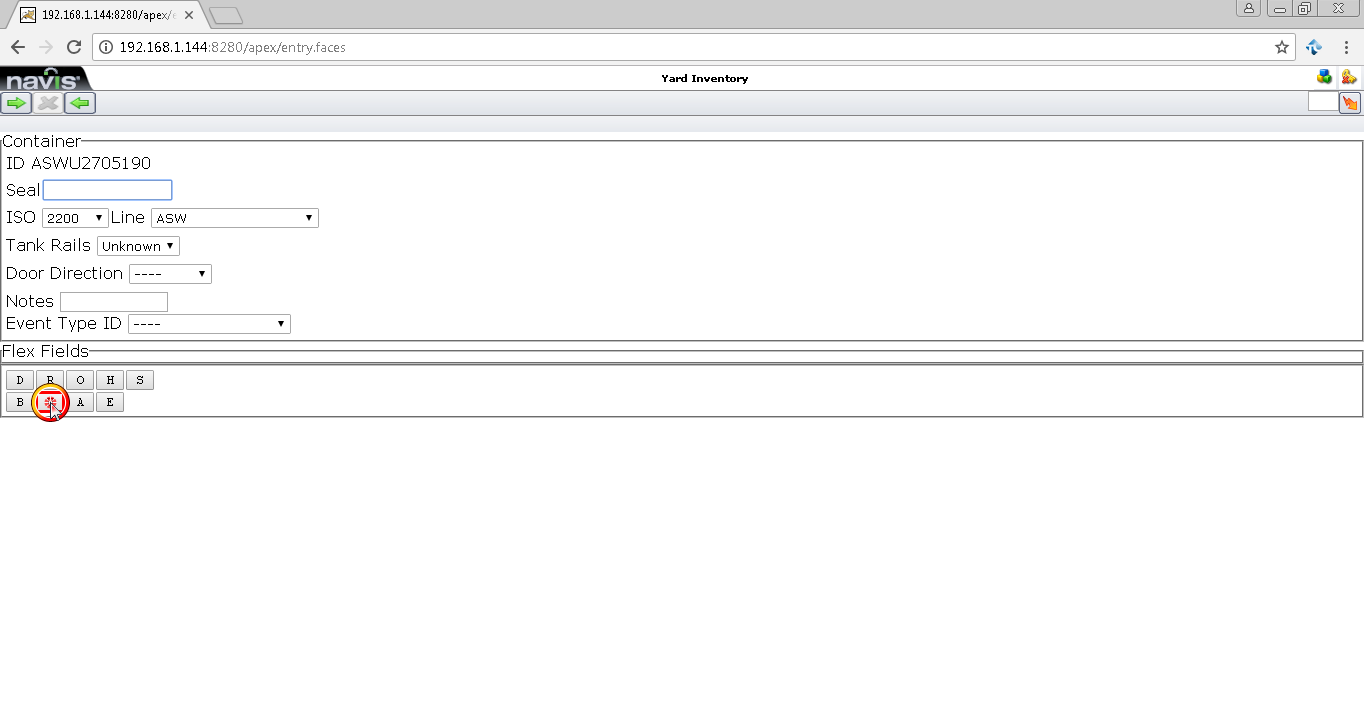 192.168.1.144:8280/apex/e
192.168.1.144:8280/apex/entry.faces
navis
Yard Inventory
Container
ID ASWU2705190
Seal
ISO 2200 Line ASW
Tank Rails Unknown
Door Direction ----
Notes
Event Type ID ----
Flex Fields
D R O H S
B A E